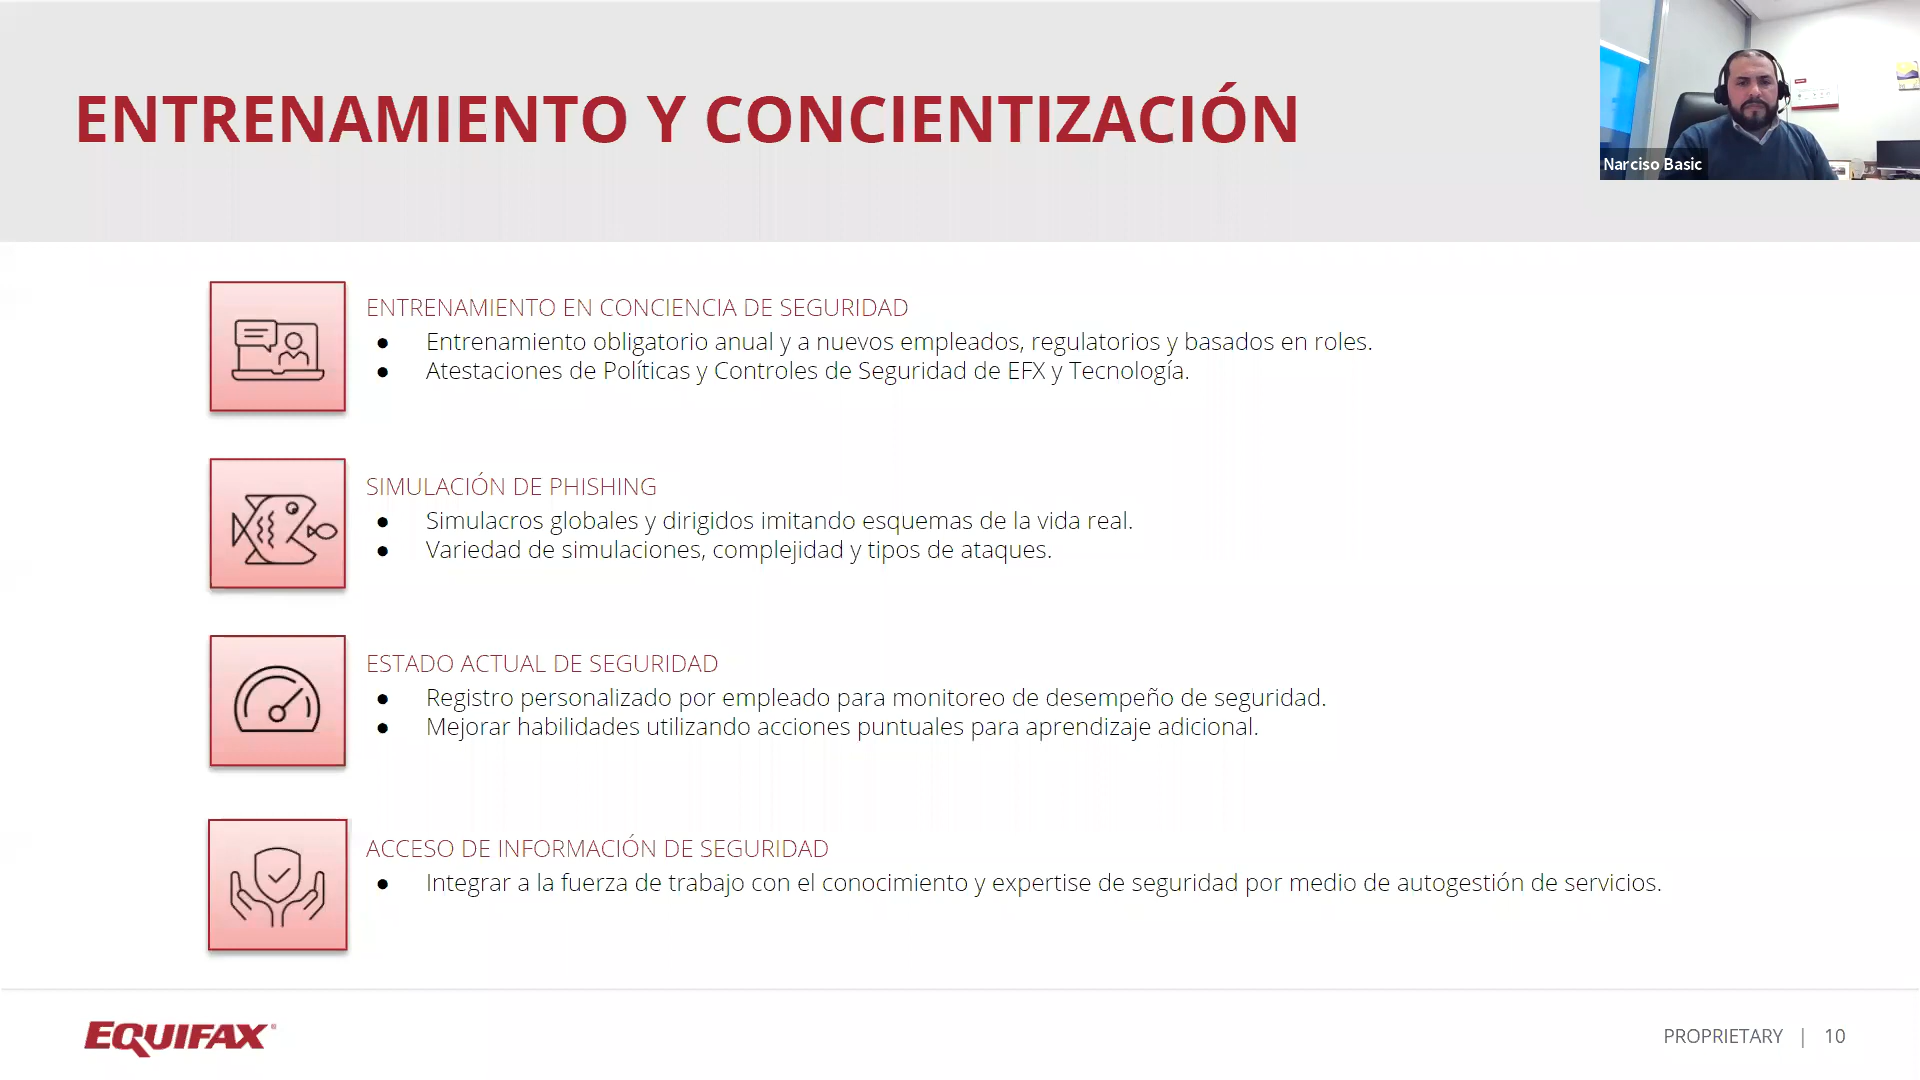 ENTRENAMIENTO Y CONCIENTIZACIÓN
Narciso Basic
ENTRENAMIENTO EN CONCIENCIA DE SEGURIDAD
● Entrenamiento obligatorio anual y a nuevos empleados, regulatorios y basados en roles.
● Atestaciones de Políticas y Controles de Seguridad de EFX y Tecnología.
SIMULACIÓN DE PHISHING
● Simulacros globales y dirigidos imitando esquemas de la vida real.
● Variedad de simulaciones, complejidad y tipos de ataques.
ESTADO ACTUAL DE SEGURIDAD
● Registro personalizado por empleado para monitoreo de desempeño de seguridad.
● Mejorar habilidades utilizando acciones puntuales para aprendizaje adicional.
ACCESO DE INFORMACIÓN DE SEGURIDAD
● Integrar a la fuerza de trabajo con el conocimiento y expertise de seguridad por medio de autogestión de servicios.
EQUIFAX®
PROPRIETARY | 10